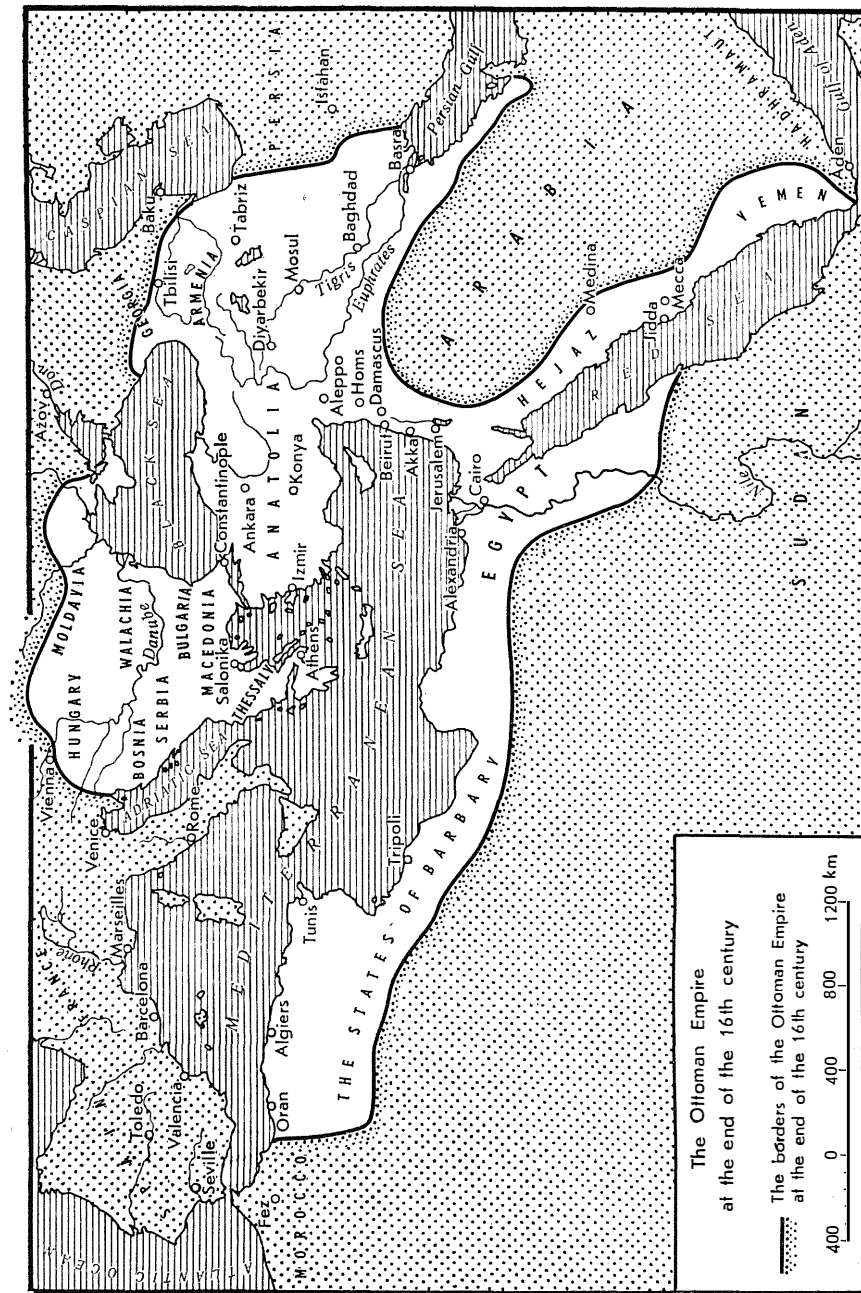 ATLANTIC OCEAN
SPAIN
Toledo
Valencia
Seville
Barcelona
FRANCE
Rhone
Marseilles
Venice
Vienna
Rome
ADRIATIC SEA
HUNGARY
MOLDAVIA
WALACHIA
Danube
BOSNIA
SERBIA
BULGARIA
MACEDONIA
Salonika
THESSALY
Athens
Constantinople
BLACK SEA
Azov
Don
GEORGIA
Tbilisi
ARMENIA
CASPIAN SEA
Baku
Tabriz
PERSIA
Isfahan
Ankara
Konya
Izmir
ANATOLIA
Diyarbekir
Mosul
Tigris
Euphrates
Baghdad
Basra
Persian Gulf
Aleppo
Homs
Damascus
Beirut
Akka
Jerusalem
Cairo
Alexandria
EGYPT
MEDITERRANEAN SEA
Fez
MOROCCO
Oran
Algiers
Tunis
Tripoli
THE STATES OF BARBARY
Nile
SUDAN
RED SEA
HEJAZ
Medina
Jidda
Mecca
ARABIA
YEMEN
Aden
HADHRAMAUT
Gulf of Aden
The Ottoman Empire
at the end of the 16th century
The borders of the Ottoman Empire
at the end of the 16th century
400 0 400 800 1200 km